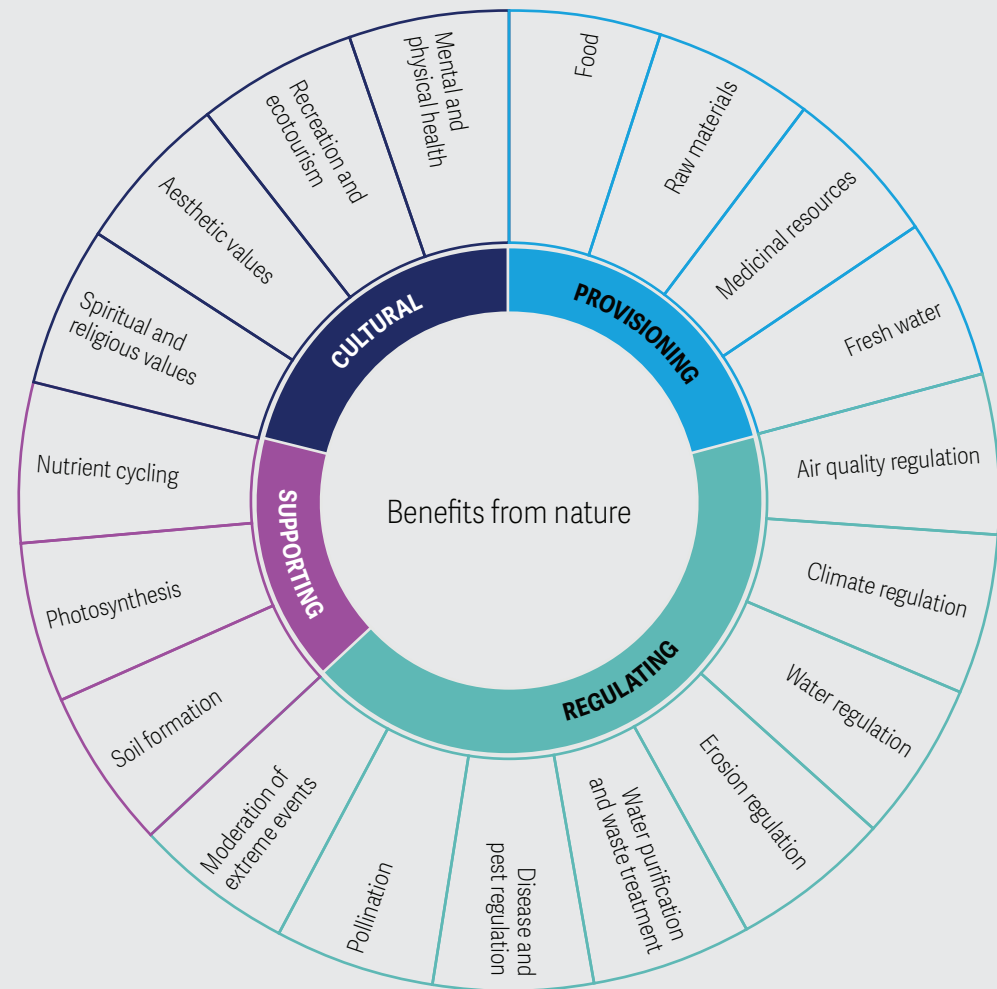 Benefits from nature
PROVISIONING
Food
Raw materials
Medicinal resources
Fresh water
REGULATING
Air quality regulation
Climate regulation
Water regulation
Erosion regulation
Water purification
and waste treatment
Disease and
pest regulation
Pollination
Moderation of
extreme events
SUPPORTING
Soil formation
Photosynthesis
Nutrient cycling
CULTURAL
Spiritual and
religious values
Aesthetic values
Recreation and
ecotourism
Mental and
physical health